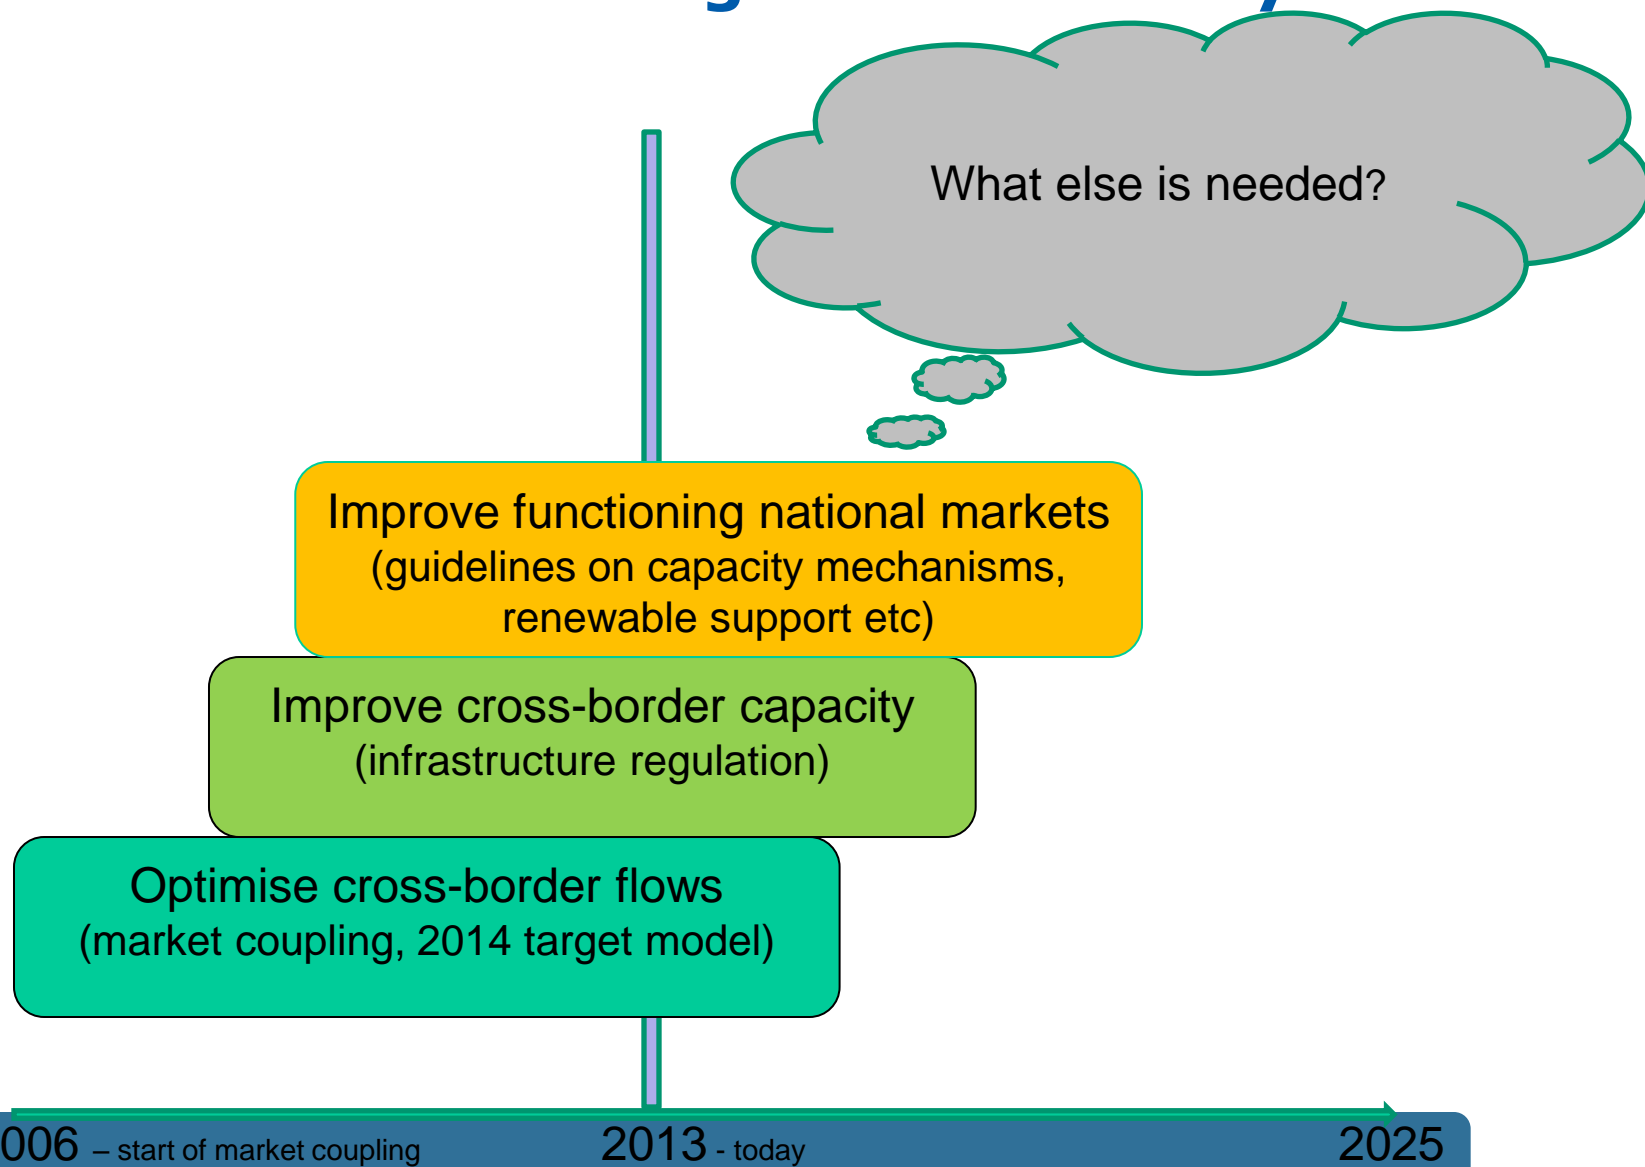 What else is needed?
Improve functioning national markets
(guidelines on capacity mechanisms,
renewable support etc)
Improve cross-border capacity
(infrastructure regulation)
Optimise cross-border flows
(market coupling, 2014 target model)
006 – start of market coupling 2013 - today 2025